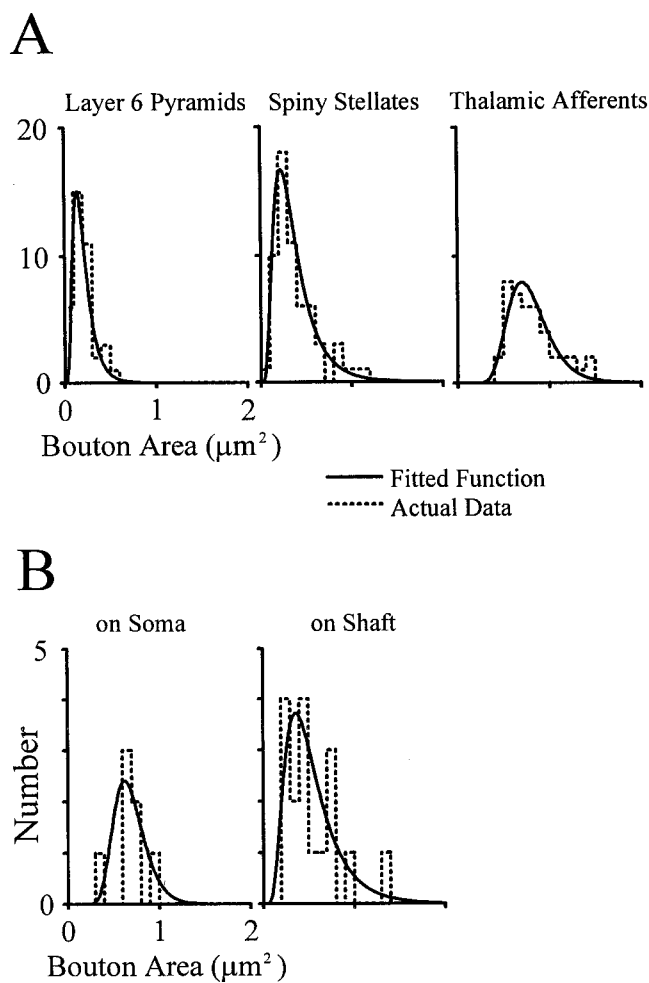 A
Layer 6 Pyramids Spiny Stellates Thalamic Afferents
20
10
0
0 1 2
Bouton Area (µm²)
Fitted Function
Actual Data
B
on Soma on Shaft
5
Number
0
0 1 2
Bouton Area (µm²)